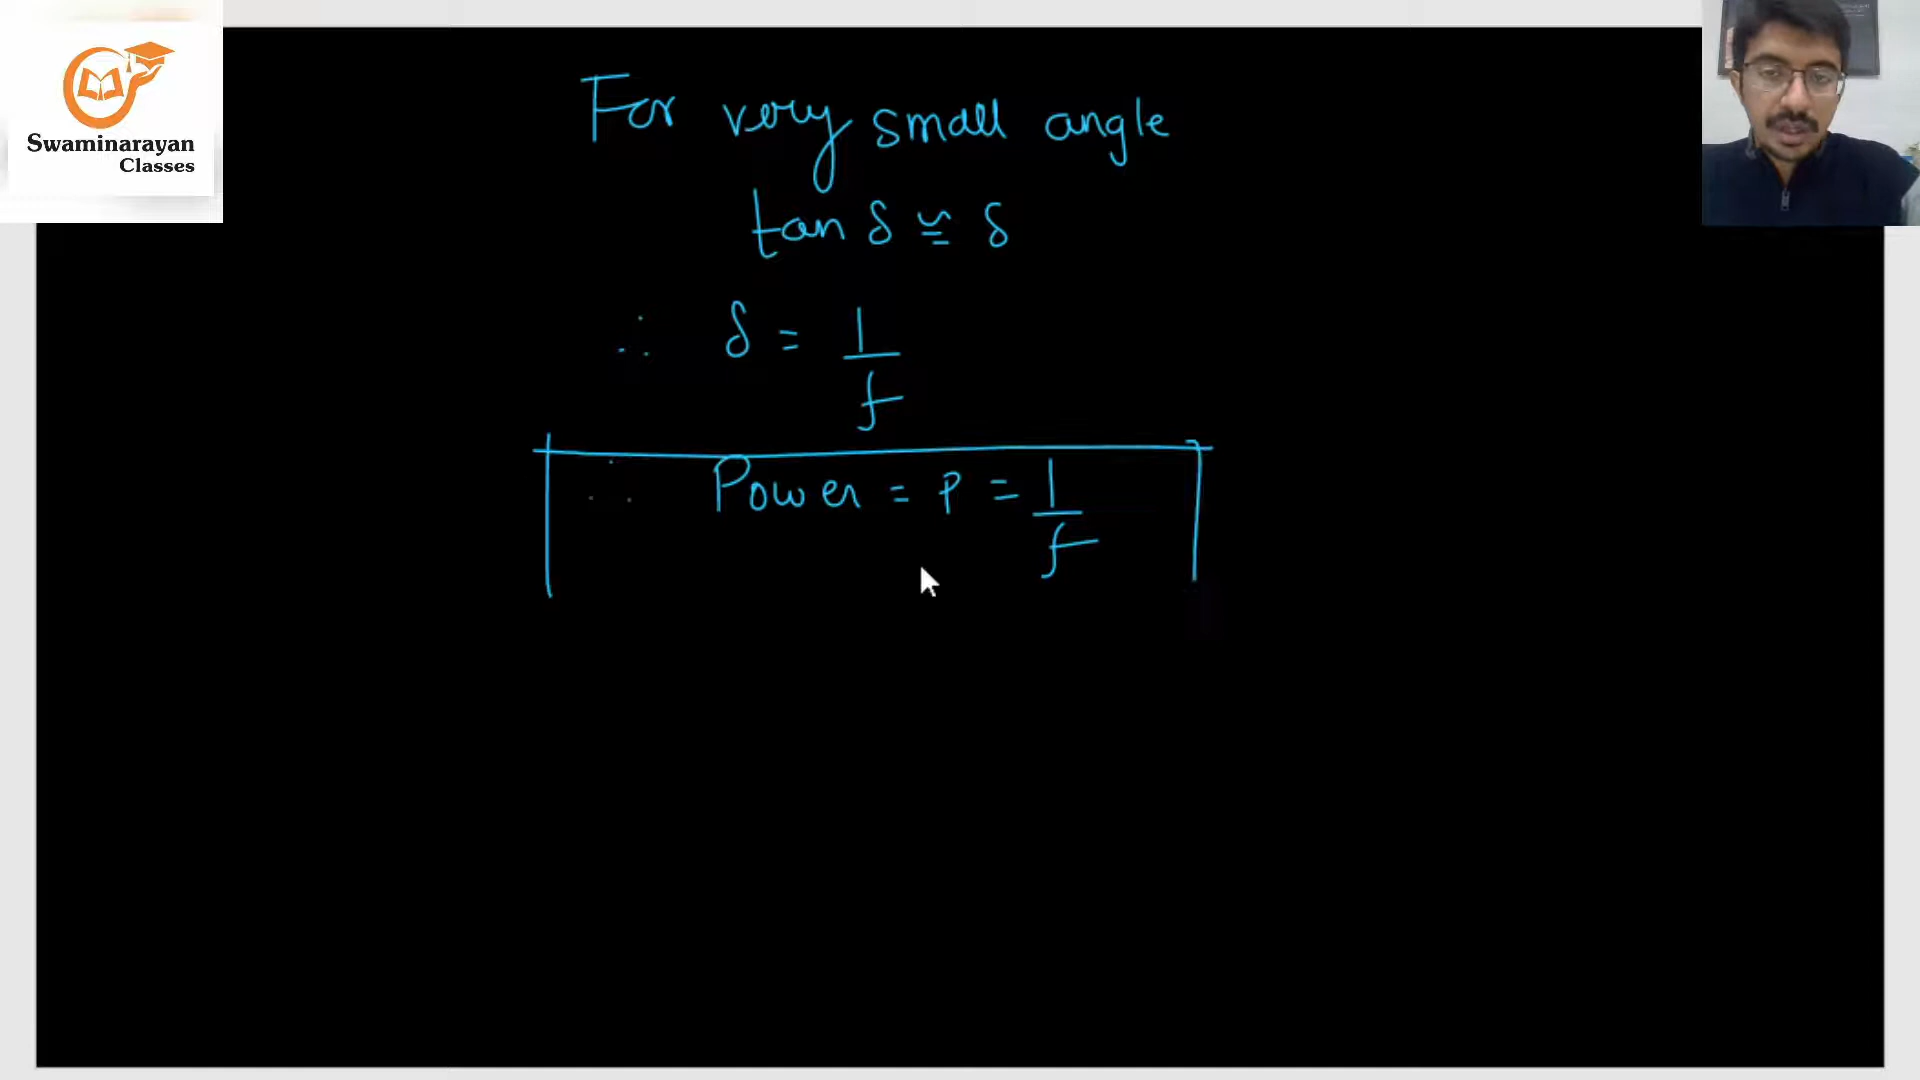 Swaminarayan
Classes
For very small angle
tan δ ≅ δ
∴ δ = 1/f
∴ Power = P = 1/f